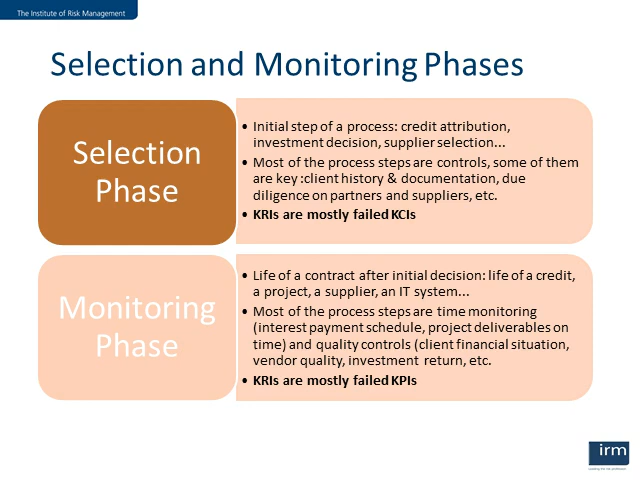 The Institute of Risk Management
Selection and Monitoring Phases
Selection
Phase
• Initial step of a process: credit attribution,
investment decision, supplier selection...
• Most of the process steps are controls, some of them
are key :client history & documentation, due
diligence on partners and suppliers, etc.
• KRIs are mostly failed KCIs
Monitoring
Phase
• Life of a contract after initial decision: life of a credit,
a project, a supplier, an IT system...
• Most of the process steps are time monitoring
(interest payment schedule, project deliverables on
time) and quality controls (client financial situation,
vendor quality, investment return, etc.
• KRIs are mostly failed KPIs
irm